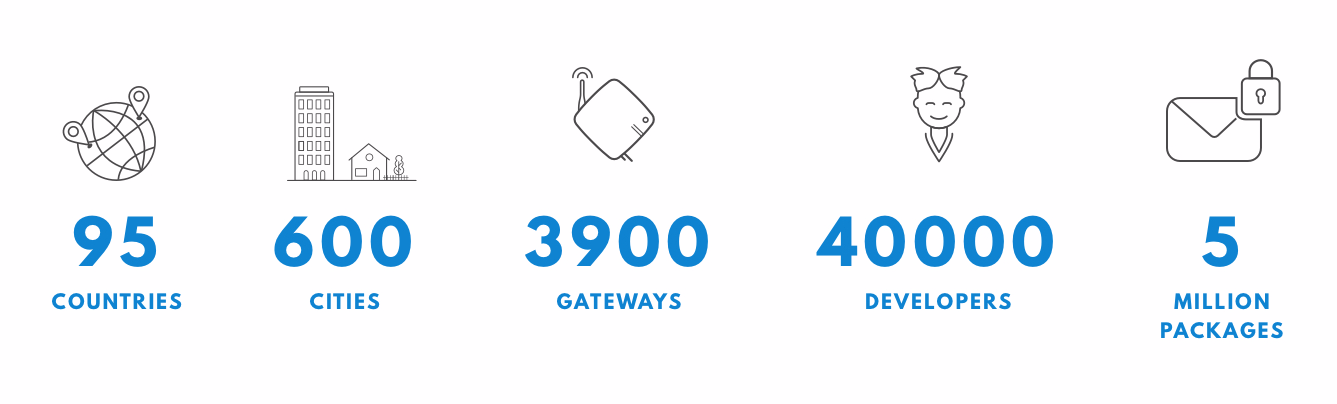 95
COUNTRIES
600
CITIES
3900
GATEWAYS
40000
DEVELOPERS
5
MILLION
PACKAGES